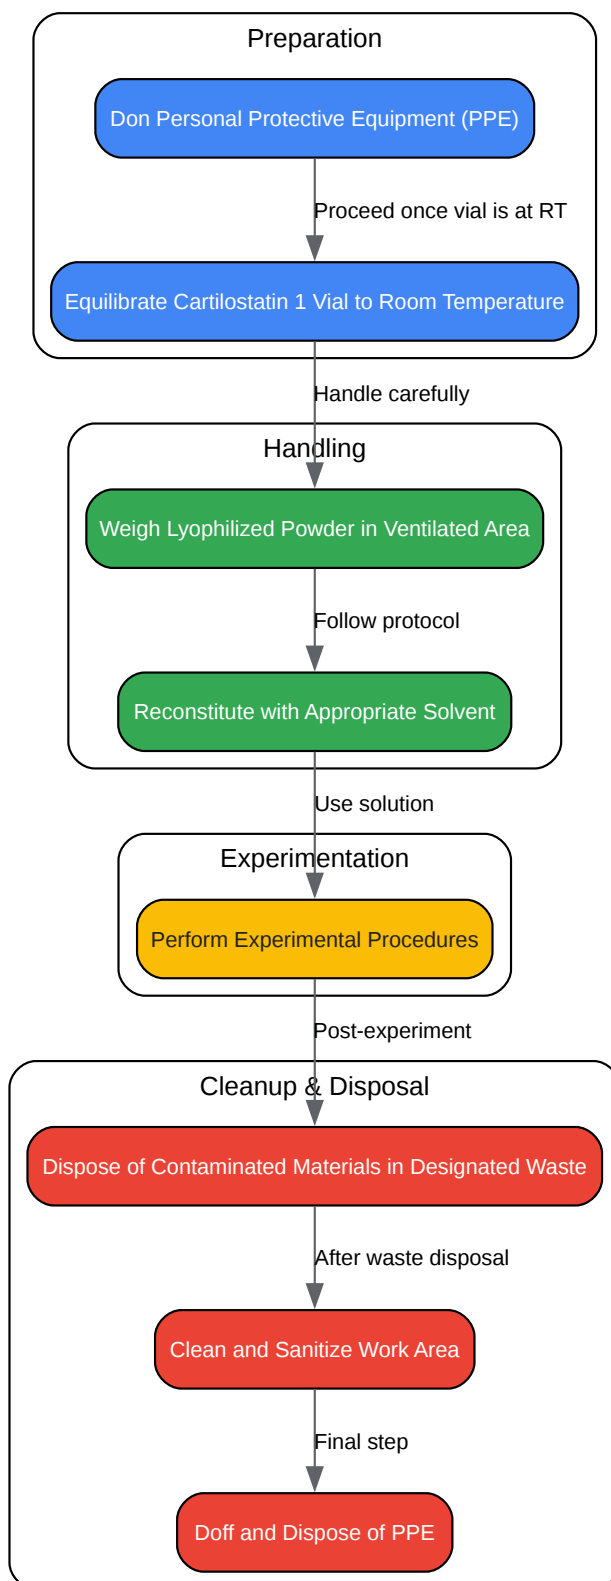 Preparation
Don Personal Protective Equipment (PPE)
Proceed once vial is at RT
Equilibrate Cartilostatin 1 Vial to Room Temperature
Handle carefully
Handling
Weigh Lyophilized Powder in Ventilated Area
Follow protocol
Reconstitute with Appropriate Solvent
Use solution
Experimentation
Perform Experimental Procedures
Post-experiment
Cleanup & Disposal
Dispose of Contaminated Materials in Designated Waste
After waste disposal
Clean and Sanitize Work Area
Final step
Doff and Dispose of PPE